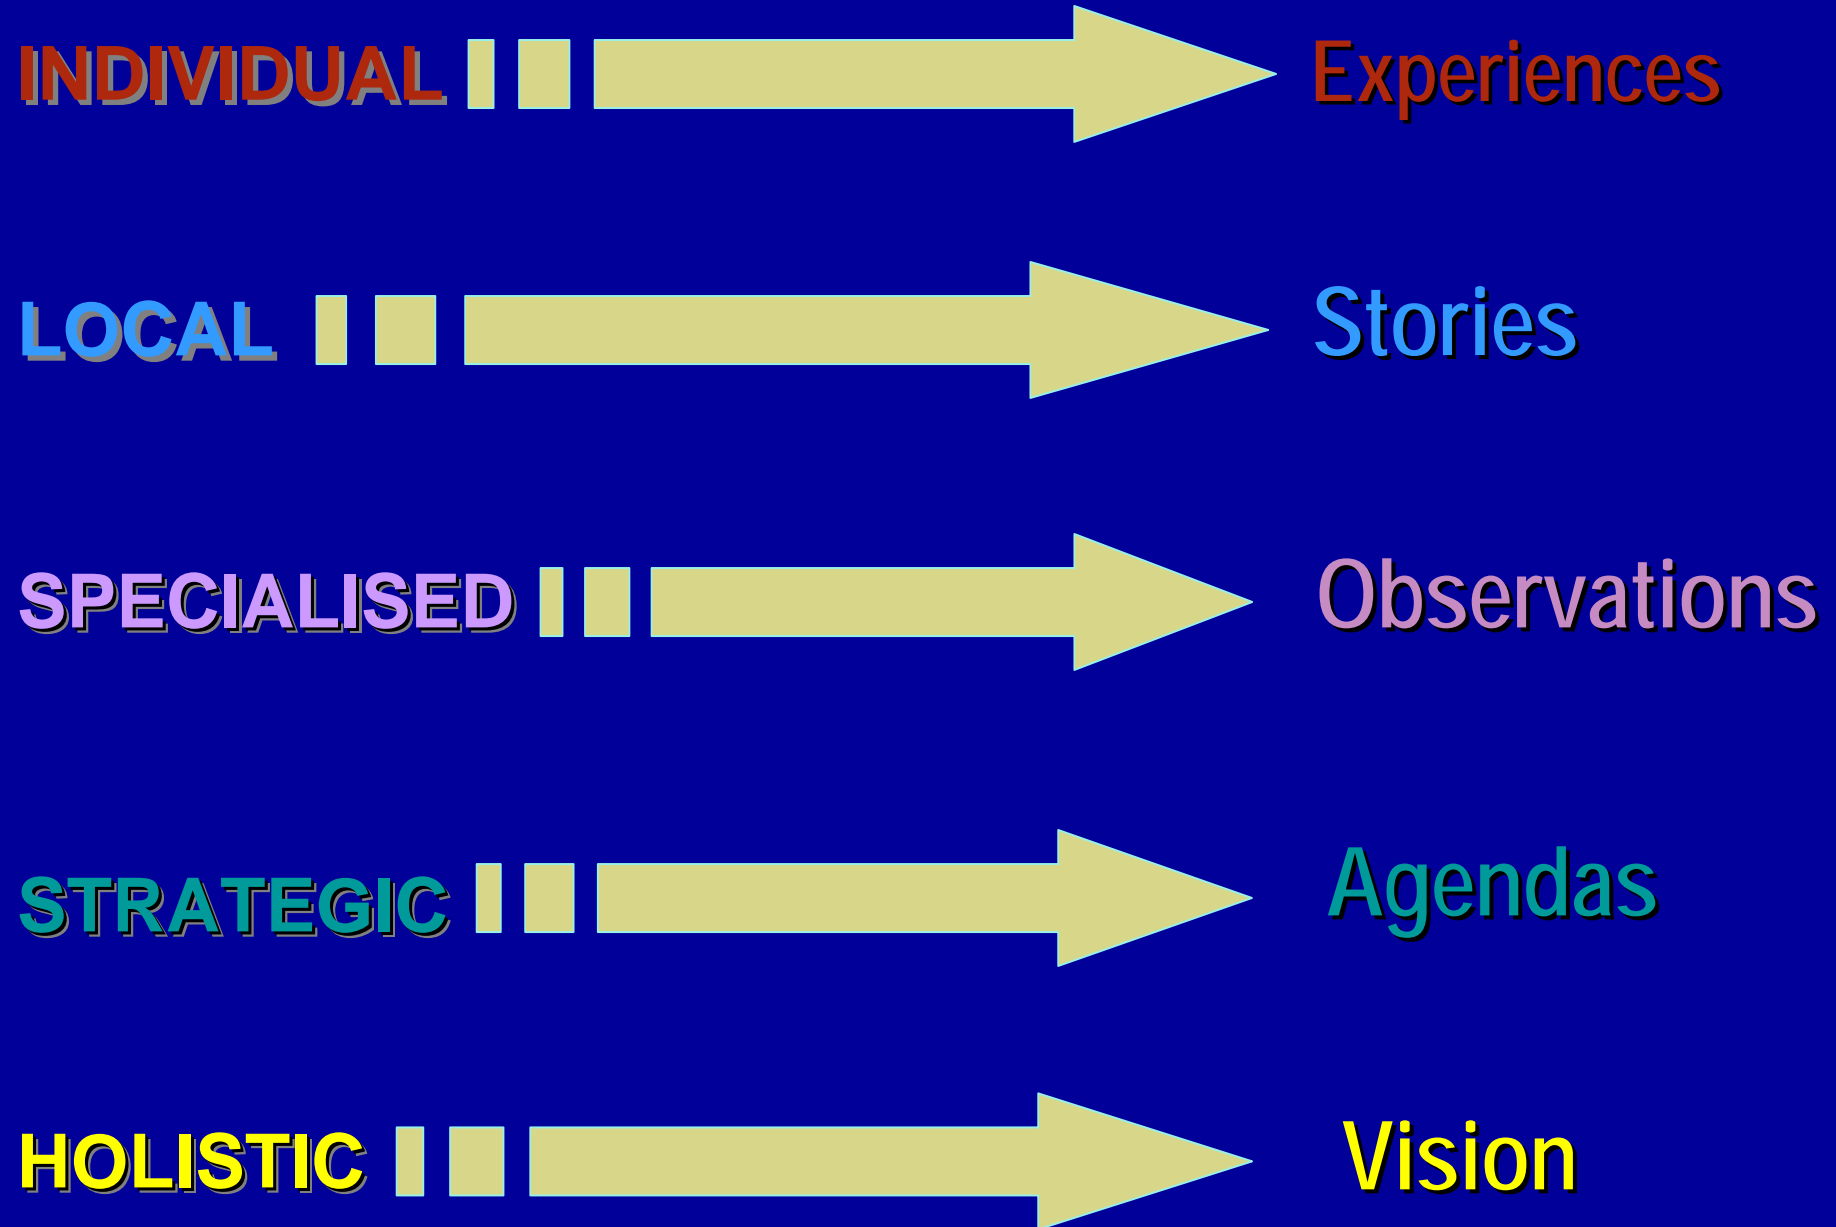 INDIVIDUAL Experiences
LOCAL Stories
SPECIALISED Observations
STRATEGIC Agendas
HOLISTIC Vision